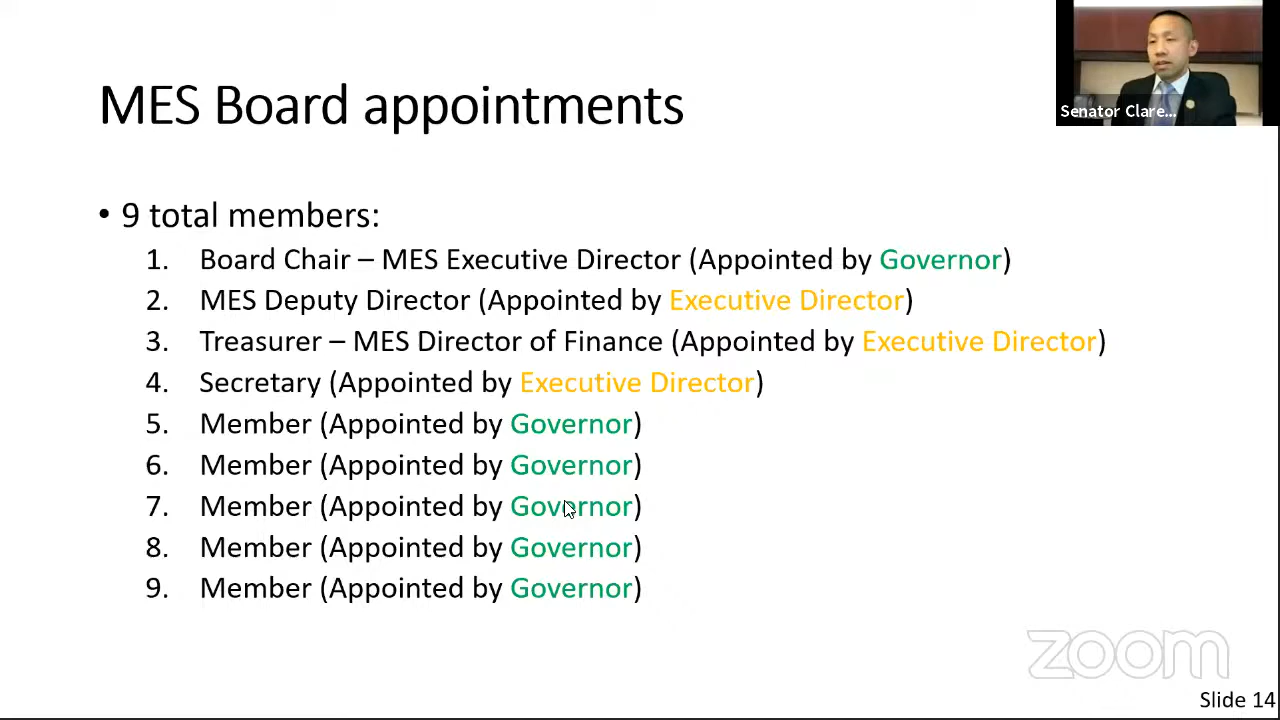 MES Board appointments
Senator Clare...
• 9 total members:
1. Board Chair – MES Executive Director (Appointed by Governor)
2. MES Deputy Director (Appointed by Executive Director)
3. Treasurer – MES Director of Finance (Appointed by Executive Director)
4. Secretary (Appointed by Executive Director)
5. Member (Appointed by Governor)
6. Member (Appointed by Governor)
7. Member (Appointed by Governor)
8. Member (Appointed by Governor)
9. Member (Appointed by Governor)
zoom
Slide 14